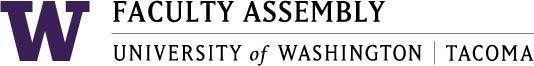 W FACULTY ASSEMBLY
UNIVERSITY of WASHINGTON | TACOMA